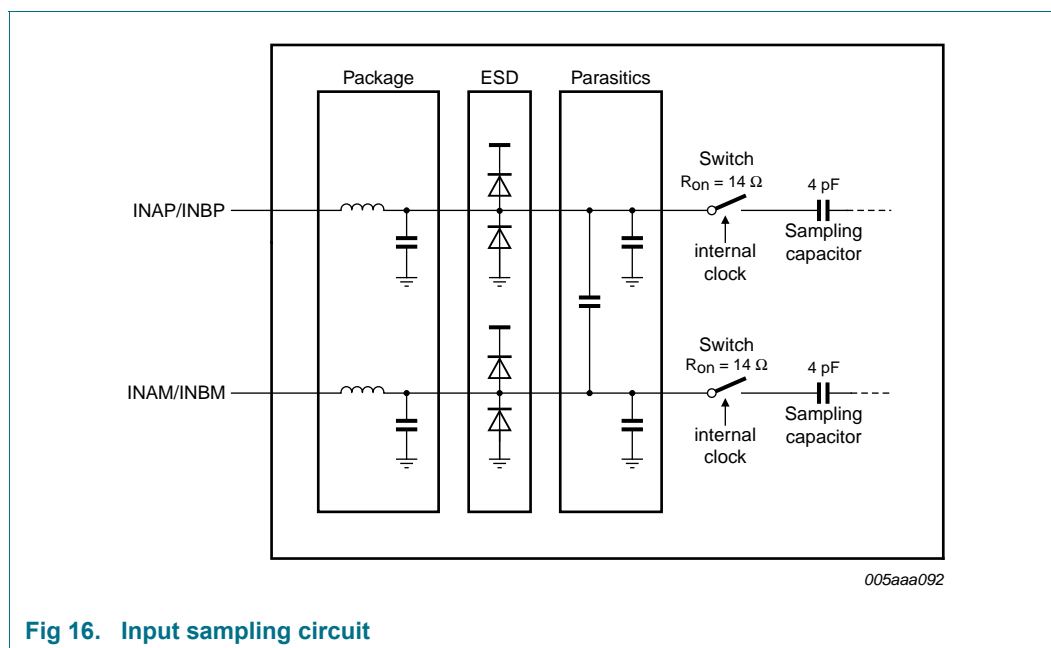 Package
ESD
Parasitics
Switch
Ron = 14 Ω
4 pF
INAP/INBP
internal
clock
Sampling
capacitor
Switch
Ron = 14 Ω
4 pF
INAM/INBM
internal
clock
Sampling
capacitor
005aaa092
Fig 16. Input sampling circuit